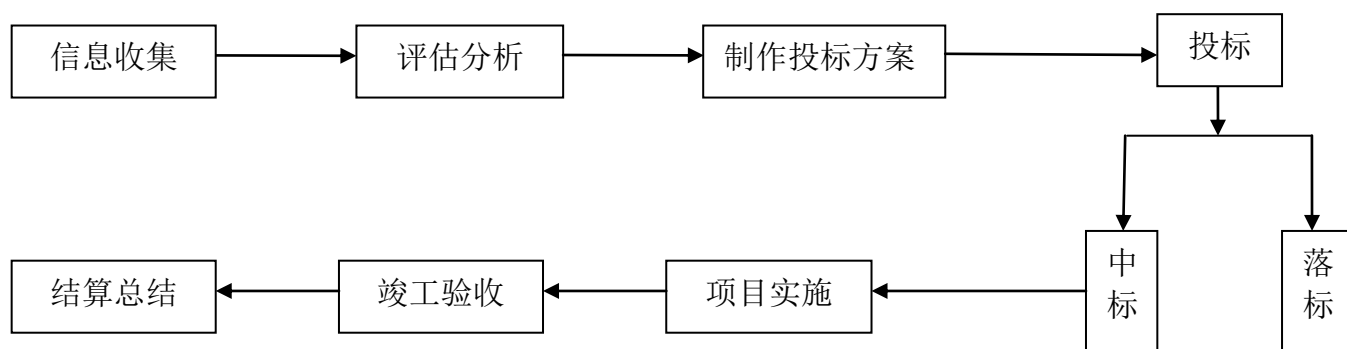 信息收集
评估分析
制作投标方案
投标
中标
落标
项目实施
竣工验收
结算总结